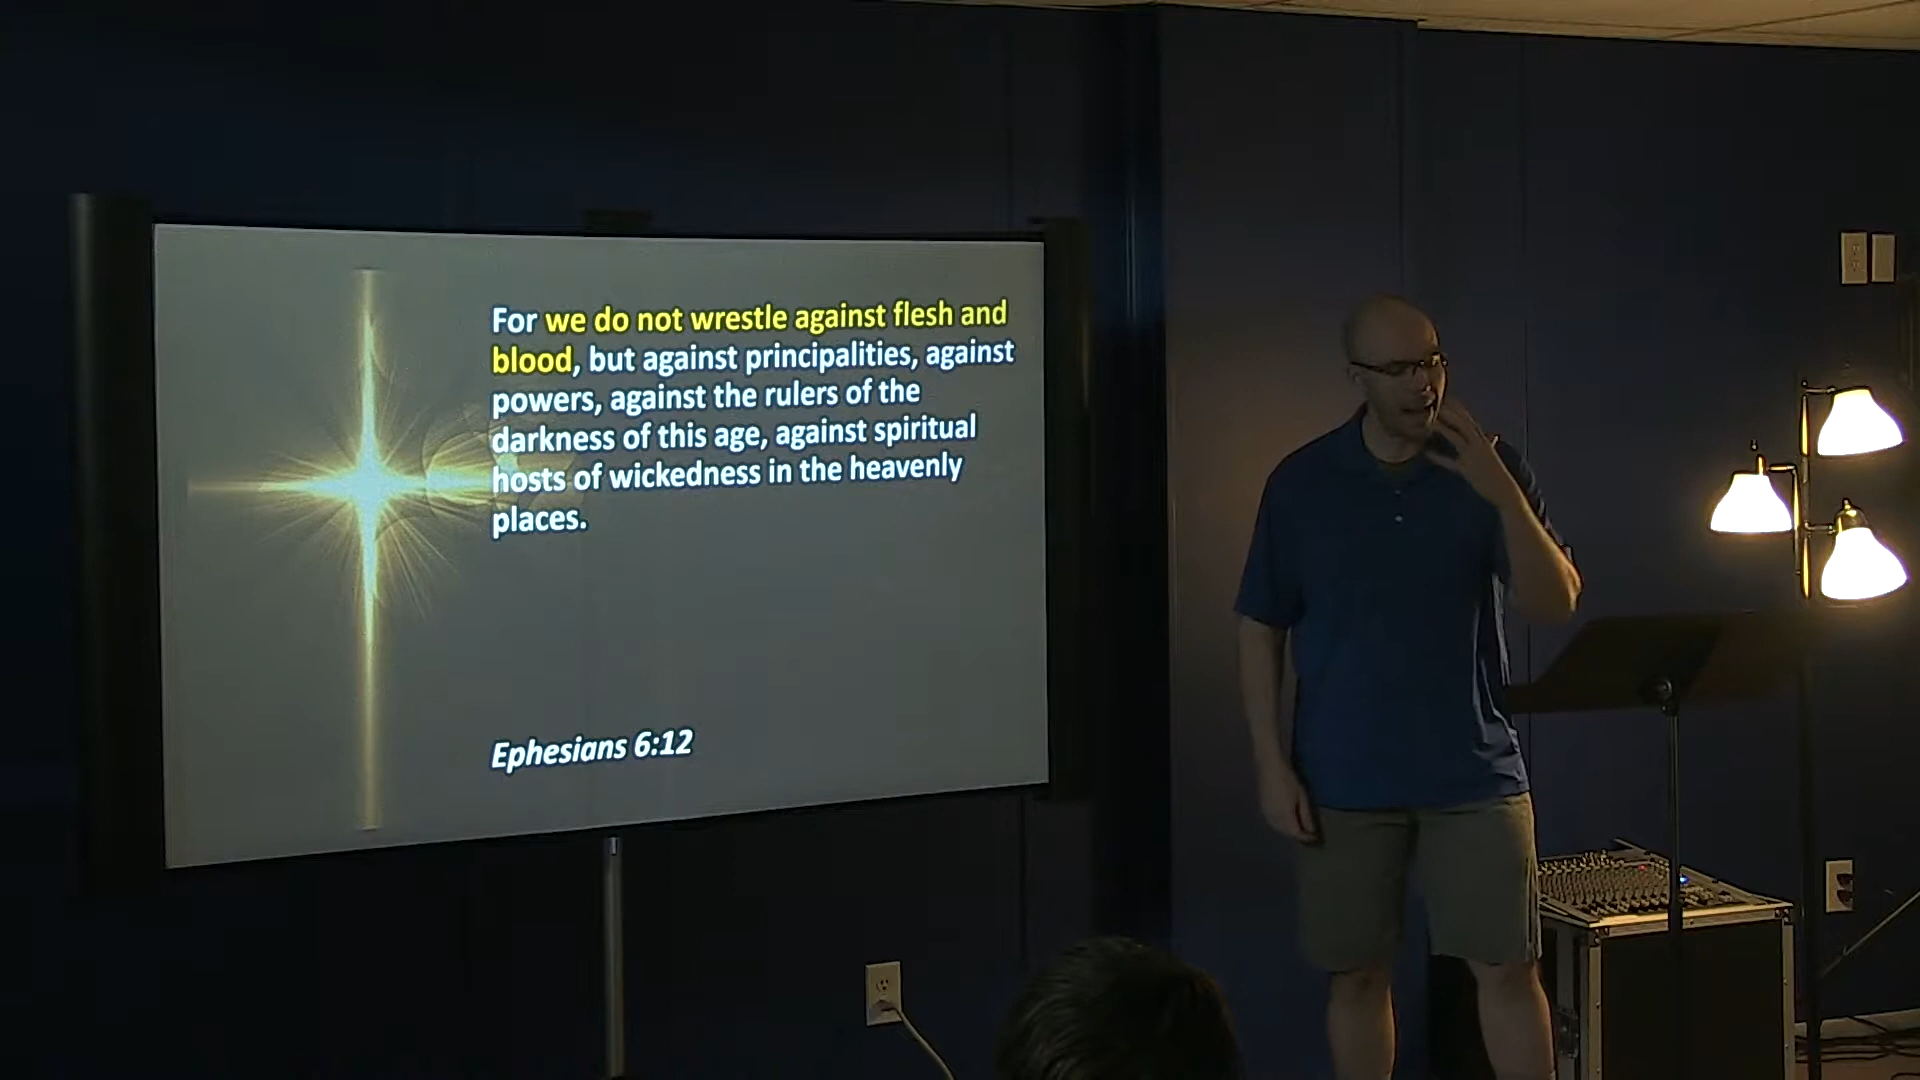 For we do not wrestle against flesh and
blood, but against principalities, against
powers, against the rulers of the
darkness of this age, against spiritual
hosts of wickedness in the heavenly
places.
Ephesians 6:12